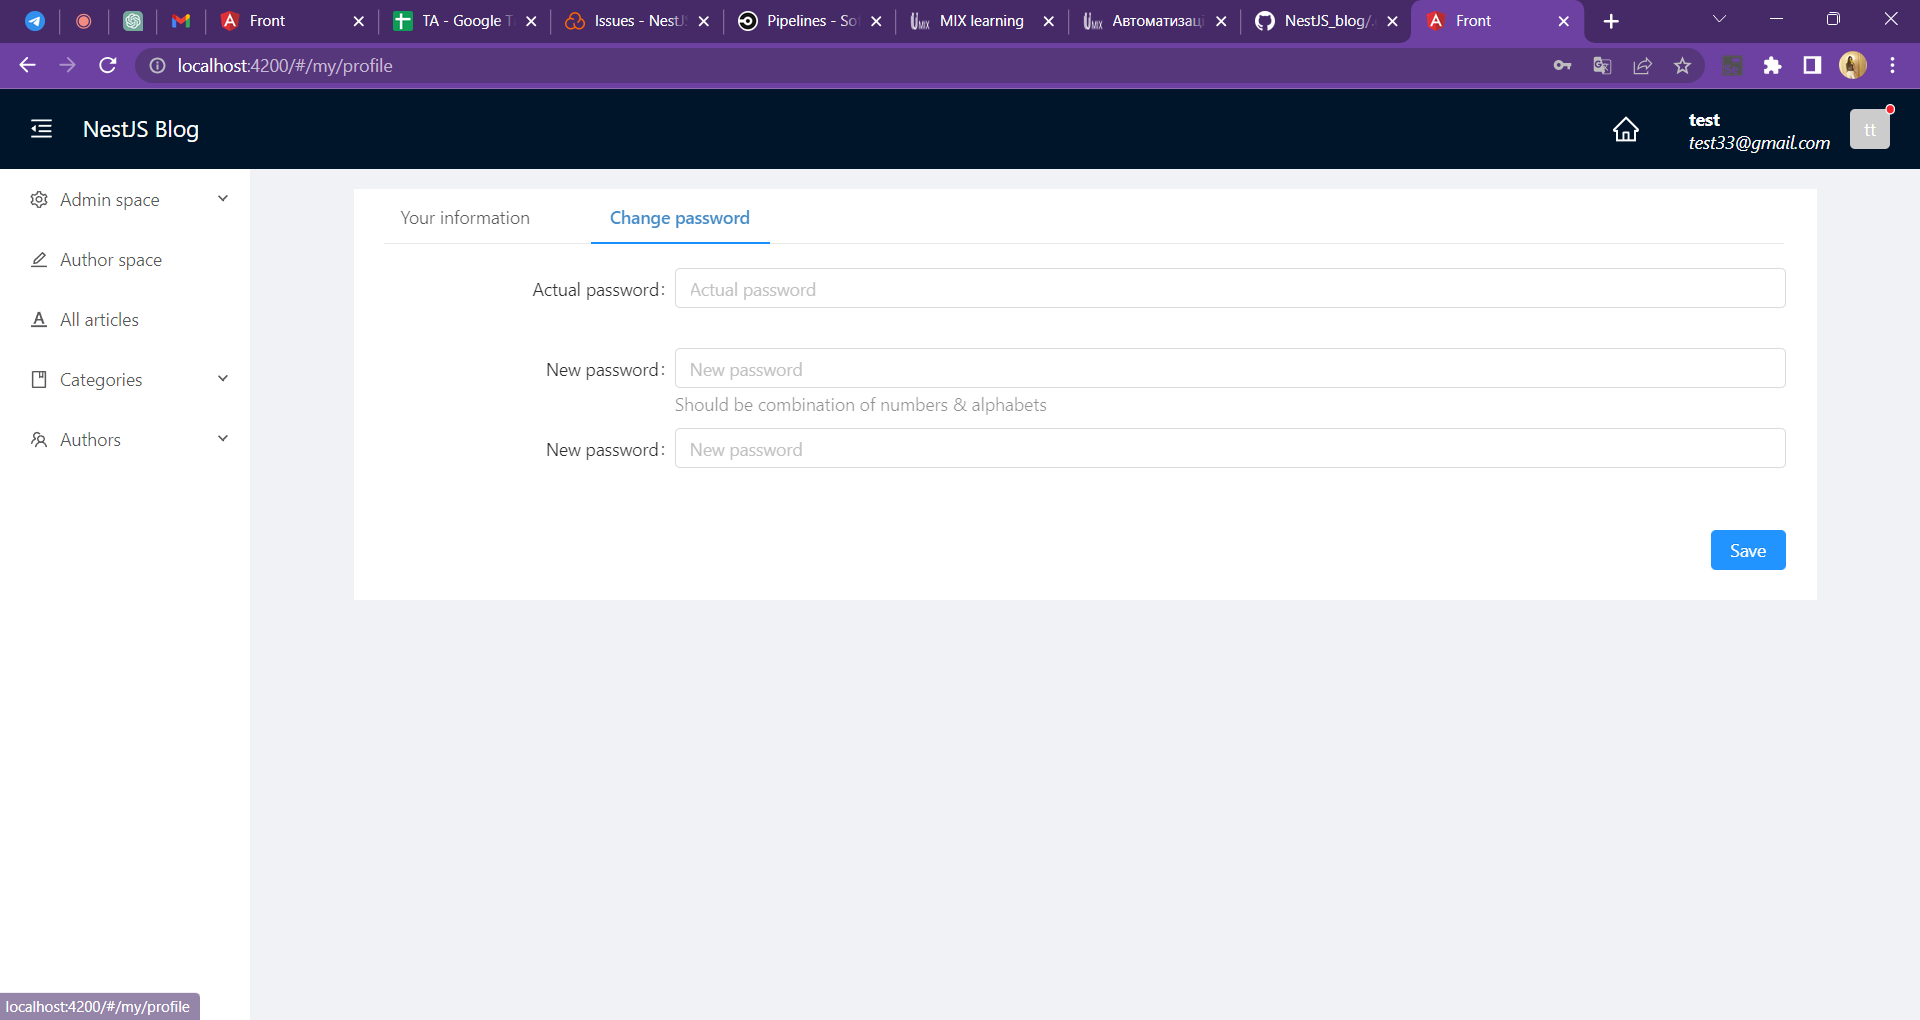 Front
TA - Google T
Issues - NestJ
Pipelines - So
MIX learning
Автоматизац
NestJS_blog/.
Front
localhost:4200/#/my/profile
NestJS Blog
test
test33@gmail.com
tt
Admin space
Author space
All articles
Categories
Authors
Your information
Change password
Actual password:
Actual password
New password:
New password
Should be combination of numbers & alphabets
New password:
New password
Save
localhost:4200/#/my/profile